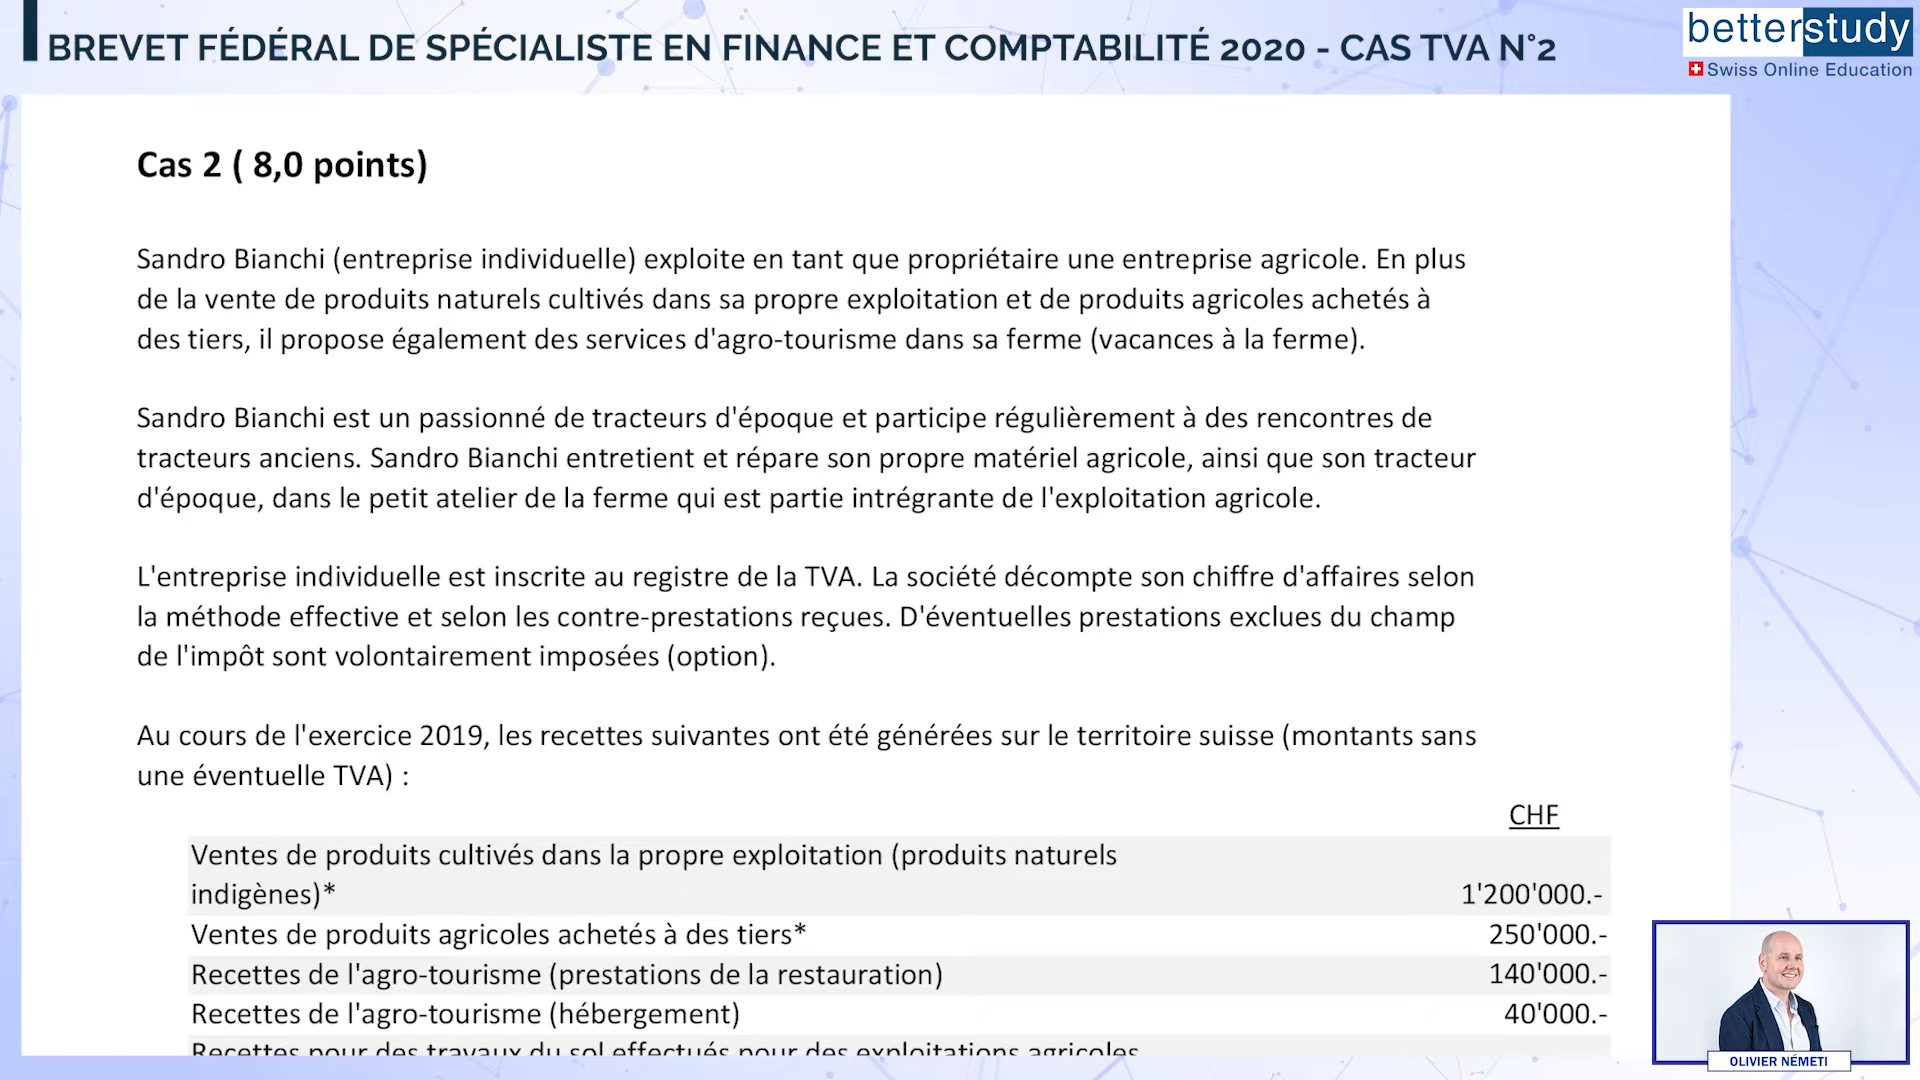 BREVET FÉDÉRAL DE SPÉCIALISTE EN FINANCE ET COMPTABILITÉ 2020 - CAS TVA N°2
betterstudy
Swiss Online Education
Cas 2 ( 8,0 points)
Sandro Bianchi (entreprise individuelle) exploite en tant que propriétaire une entreprise agricole. En plus
de la vente de produits naturels cultivés dans sa propre exploitation et de produits agricoles achetés à
des tiers, il propose également des services d'agro-tourisme dans sa ferme (vacances à la ferme).
Sandro Bianchi est un passionné de tracteurs d'époque et participe régulièrement à des rencontres de
tracteurs anciens. Sandro Bianchi entretient et répare son propre matériel agricole, ainsi que son tracteur
d'époque, dans le petit atelier de la ferme qui est partie intrégrante de l'exploitation agricole.
L'entreprise individuelle est inscrite au registre de la TVA. La société décompte son chiffre d'affaires selon
la méthode effective et selon les contre-prestations reçues. D'éventuelles prestations exclues du champ
de l'impôt sont volontairement imposées (option).
Au cours de l'exercice 2019, les recettes suivantes ont été générées sur le territoire suisse (montants sans
une éventuelle TVA) :
CHF
Ventes de produits cultivés dans la propre exploitation (produits naturels
indigènes)* 1'200'000.-
Ventes de produits agricoles achetés à des tiers* 250'000.-
Recettes de l'agro-tourisme (prestations de la restauration) 140'000.-
Recettes de l'agro-tourisme (hébergement) 40'000.-
Recettes pour des travaux du sol effectués pour des exploitations agricoles
OLIVIER NÉMETI